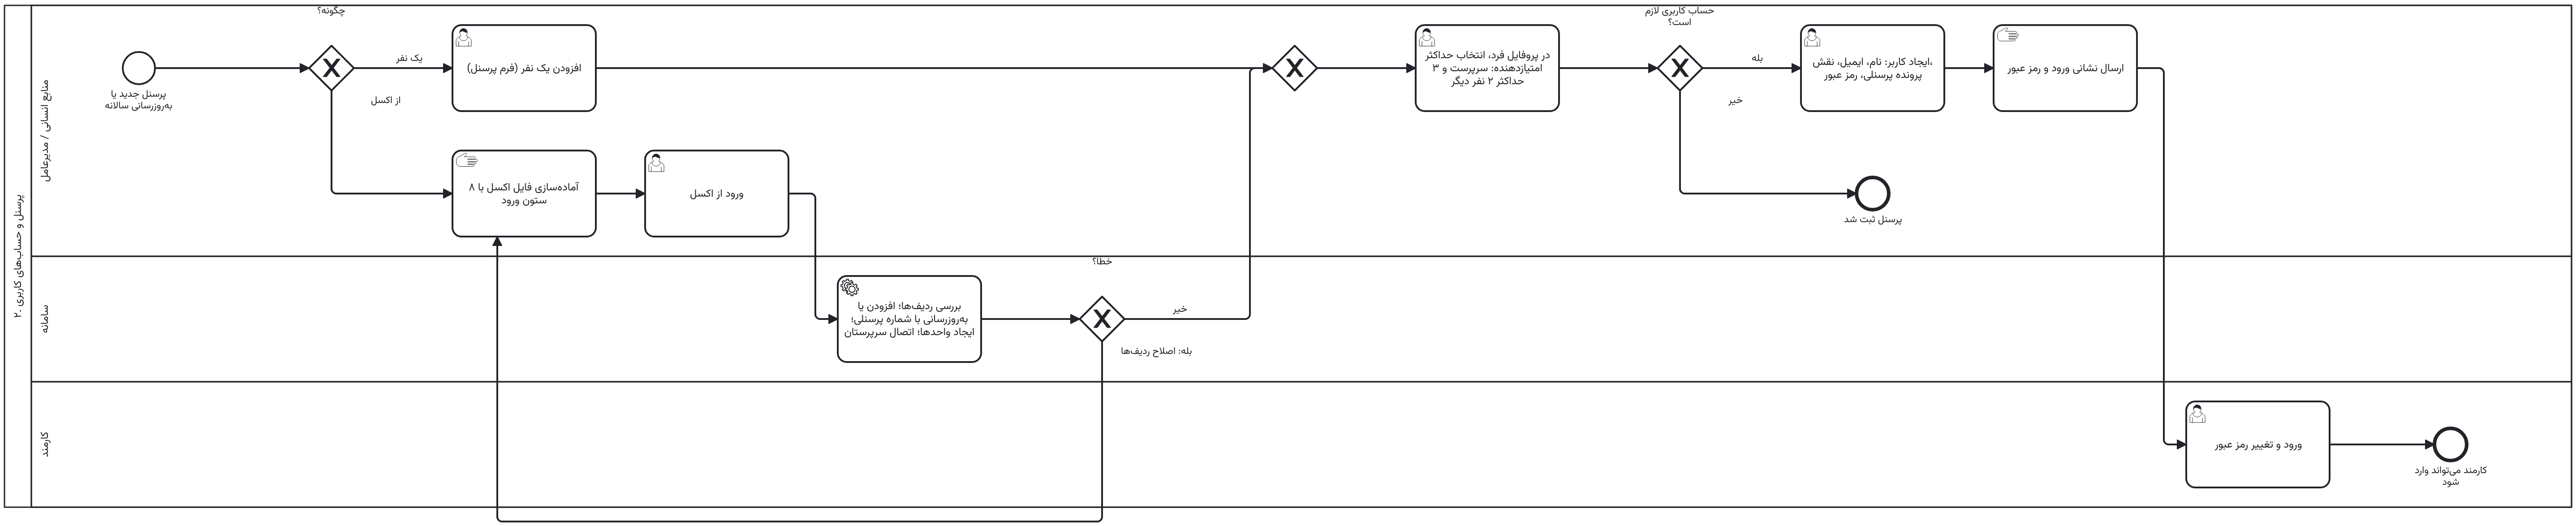 ۲. پرسنل و حساب‌های کاربری
منابع انسانی / مدیرعامل
سامانه
کارمند
پرسنل جدید یا
به‌روزرسانی سالانه
چگونه؟
یک نفر
از اکسل
افزودن یک نفر (فرم پرسنل)
آماده‌سازی فایل اکسل با ۸
ستون ورود
ورود از اکسل
بررسی ردیف‌ها؛ افزودن یا
به‌روزرسانی با شماره پرسنلی؛
ایجاد واحدها؛ اتصال سرپرستان
خطا؟
خیر
بله: اصلاح ردیف‌ها
در پروفایل فرد، انتخاب حداکثر
۳ امتیازدهنده: سرپرست و
حداکثر ۲ نفر دیگر
حساب کاربری لازم
است؟
بله
خیر
ایجاد کاربر: نام، ایمیل، نقش،
پرونده پرسنلی، رمز عبور
ارسال نشانی ورود و رمز عبور
پرسنل ثبت شد
ورود و تغییر رمز عبور
کارمند می‌تواند وارد
شود